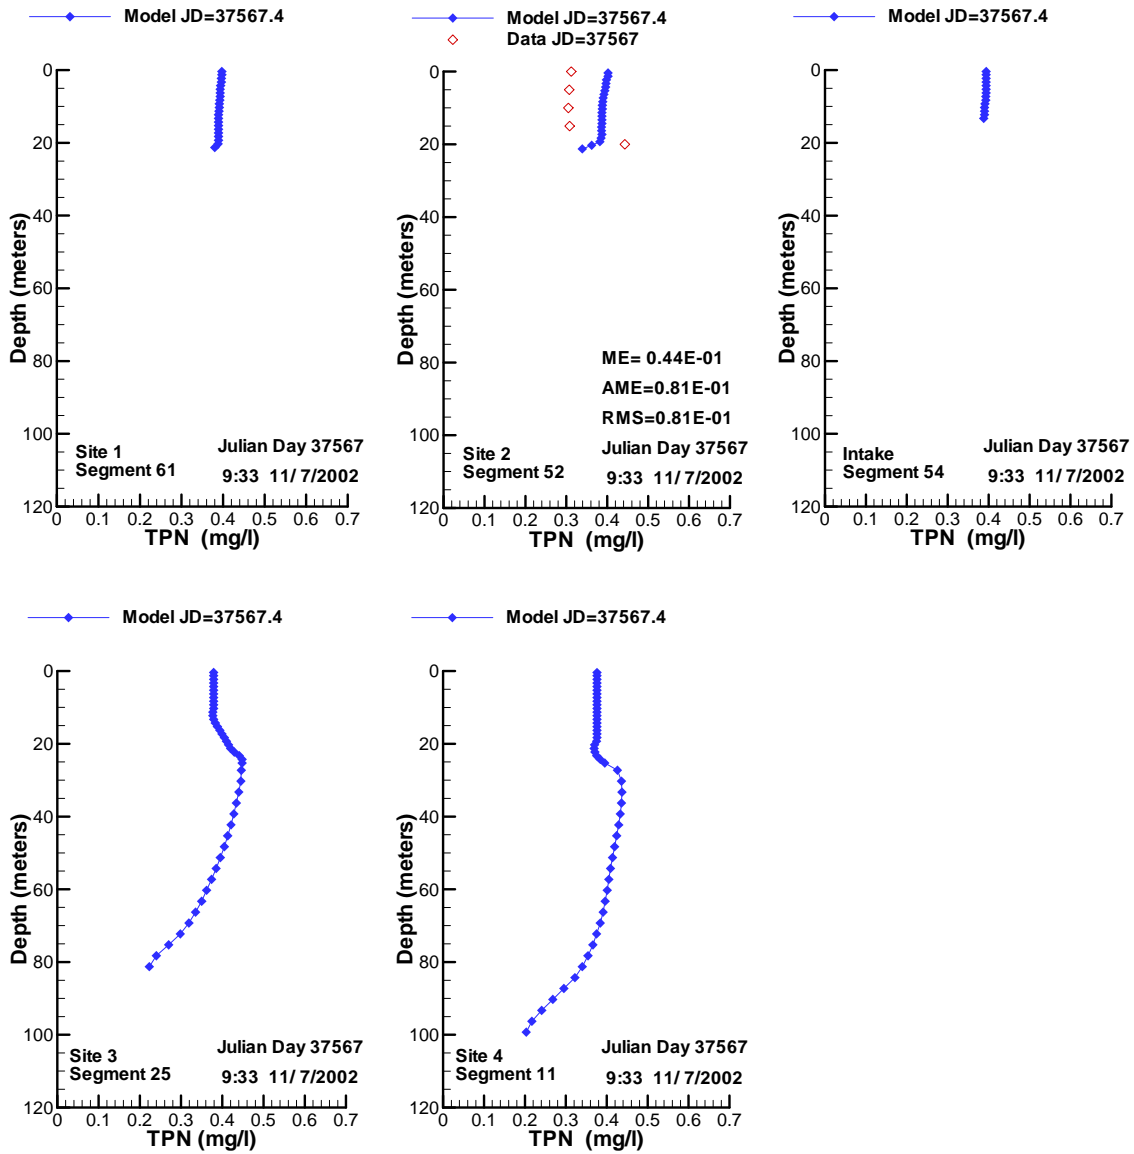 Model JD=37567.4
0
20
40
60
80
100
120
Depth (meters)
Site 1
Segment 61
Julian Day 37567
9:33 11/ 7/2002
0 0.1 0.2 0.3 0.4 0.5 0.6 0.7
TPN (mg/l)
Model JD=37567.4
Data JD=37567
0
20
40
60
80
100
120
Depth (meters)
ME= 0.44E-01
AME=0.81E-01
RMS=0.81E-01
Site 2
Segment 52
Julian Day 37567
9:33 11/ 7/2002
0 0.1 0.2 0.3 0.4 0.5 0.6 0.7
TPN (mg/l)
Model JD=37567.4
0
20
40
60
80
100
120
Depth (meters)
Intake
Segment 54
Julian Day 37567
9:33 11/ 7/2002
0 0.1 0.2 0.3 0.4 0.5 0.6 0.7
TPN (mg/l)
Model JD=37567.4
0
20
40
60
80
100
120
Depth (meters)
Site 3
Segment 25
Julian Day 37567
9:33 11/ 7/2002
0 0.1 0.2 0.3 0.4 0.5 0.6 0.7
TPN (mg/l)
Model JD=37567.4
0
20
40
60
80
100
120
Depth (meters)
Site 4
Segment 11
Julian Day 37567
9:33 11/ 7/2002
0 0.1 0.2 0.3 0.4 0.5 0.6 0.7
TPN (mg/l)